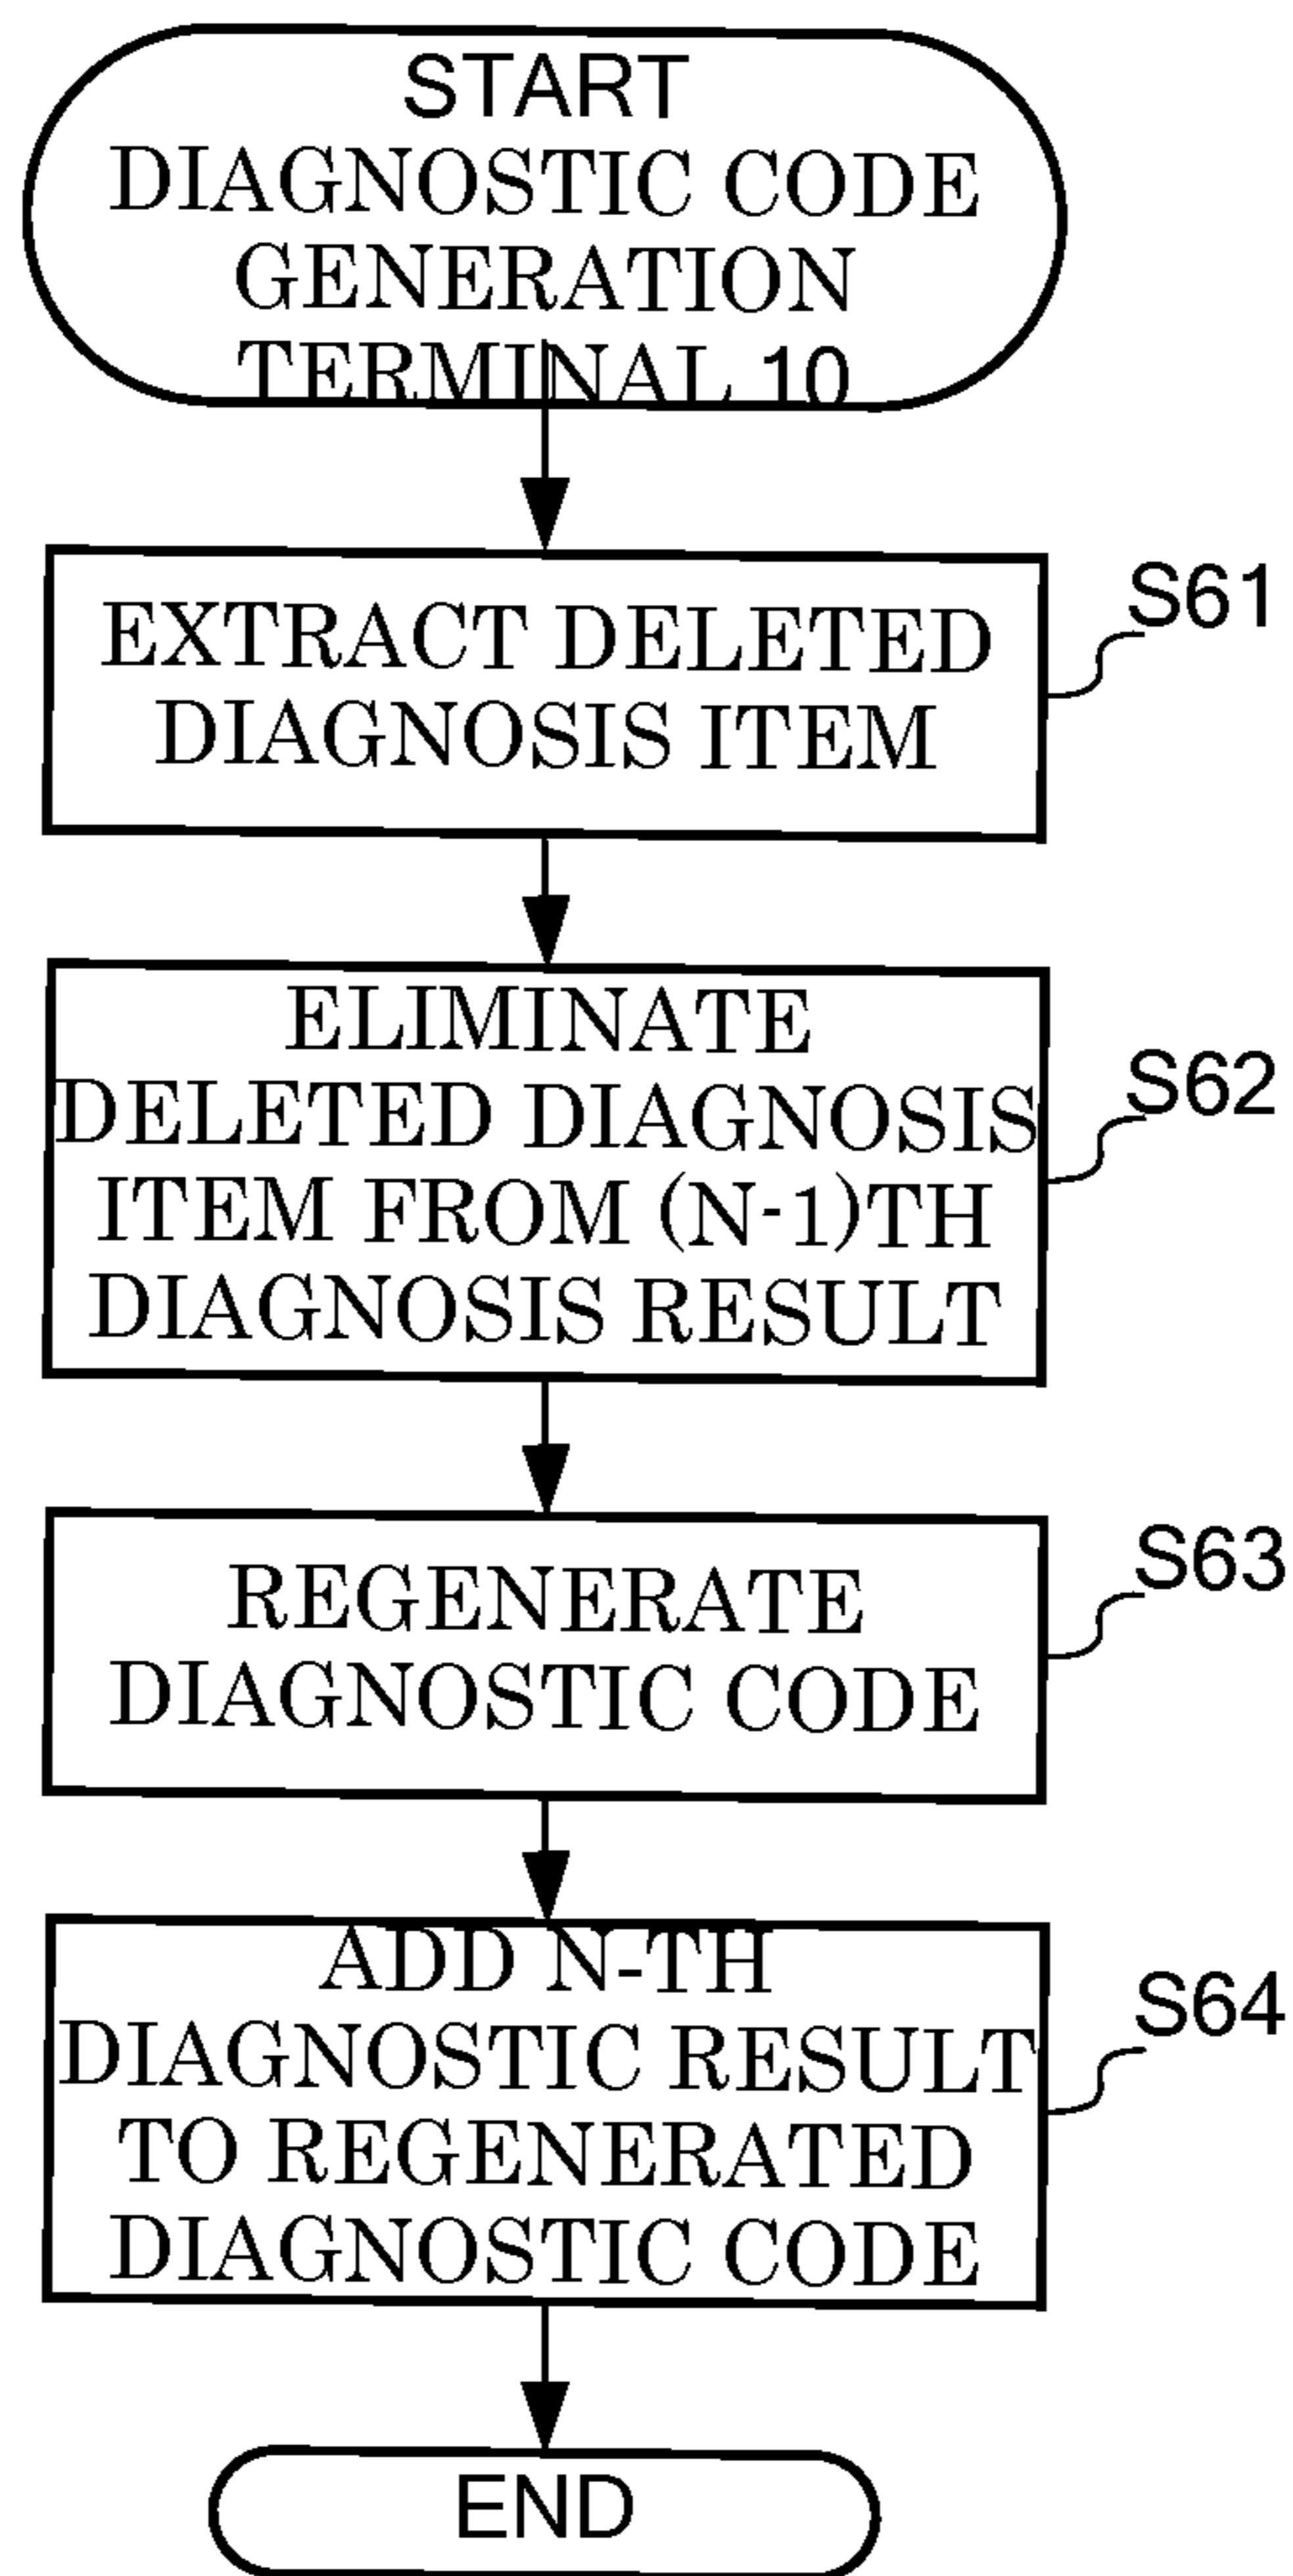 START
DIAGNOSTIC CODE
GENERATION
TERMINAL 10
EXTRACT DELETED
DIAGNOSIS ITEM
S61
ELIMINATE
DELETED DIAGNOSIS
ITEM FROM (N-1)TH
DIAGNOSIS RESULT
S62
REGENERATE
DIAGNOSTIC CODE
S63
ADD N-TH
DIAGNOSTIC RESULT
TO REGENERATED
DIAGNOSTIC CODE
S64
END